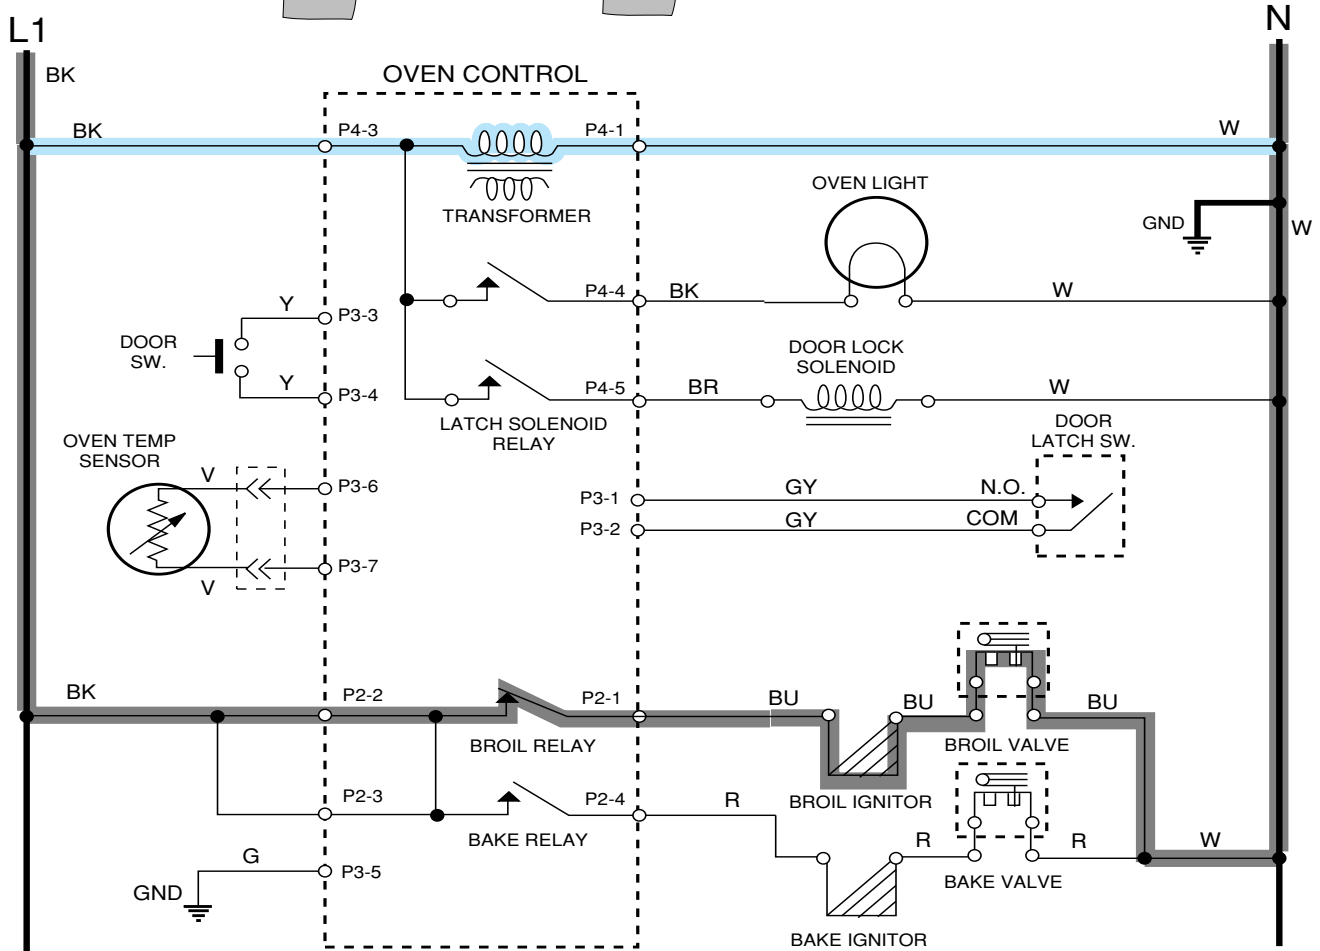 L1
N
BK
OVEN CONTROL
BK
P4-3
P4-1
W
TRANSFORMER
OVEN LIGHT
GND
W
P4-4
BK
W
Y
P3-3
DOOR
SW.
Y
P3-4
DOOR LOCK
SOLENOID
P4-5
BR
W
LATCH SOLENOID
RELAY
DOOR
LATCH SW.
OVEN TEMP
SENSOR
V
P3-6
P3-1
GY
N.O.
P3-2
GY
COM
V
P3-7
BK
P2-2
P2-1
BU
BU
BU
BROIL RELAY
BROIL VALVE
P2-3
P2-4
R
BROIL IGNITOR
BAKE RELAY
R
R
W
G
P3-5
BAKE VALVE
GND
BAKE IGNITOR